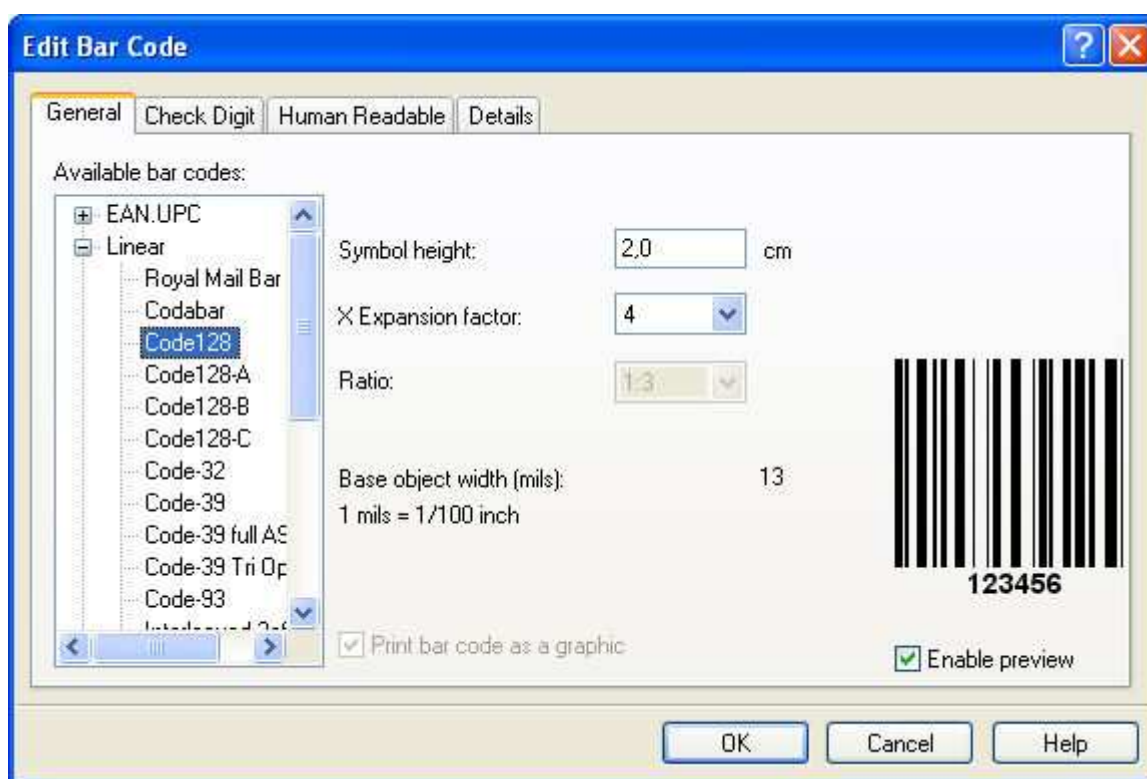 Edit Bar Code
General Check Digit Human Readable Details
Available bar codes:
EAN.UPC
Linear
Royal Mail Bar
Codabar
Code128
Code128-A
Code128-B
Code128-C
Code-32
Code-39
Code-39 full AS
Code-39 Tri Op
Code-93
Symbol height: 2,0 cm
X Expansion factor: 4
Ratio: 1:3
Base object width (mils): 13
1 mils = 1/100 inch
Print bar code as a graphic
123456
Enable preview
OK Cancel Help